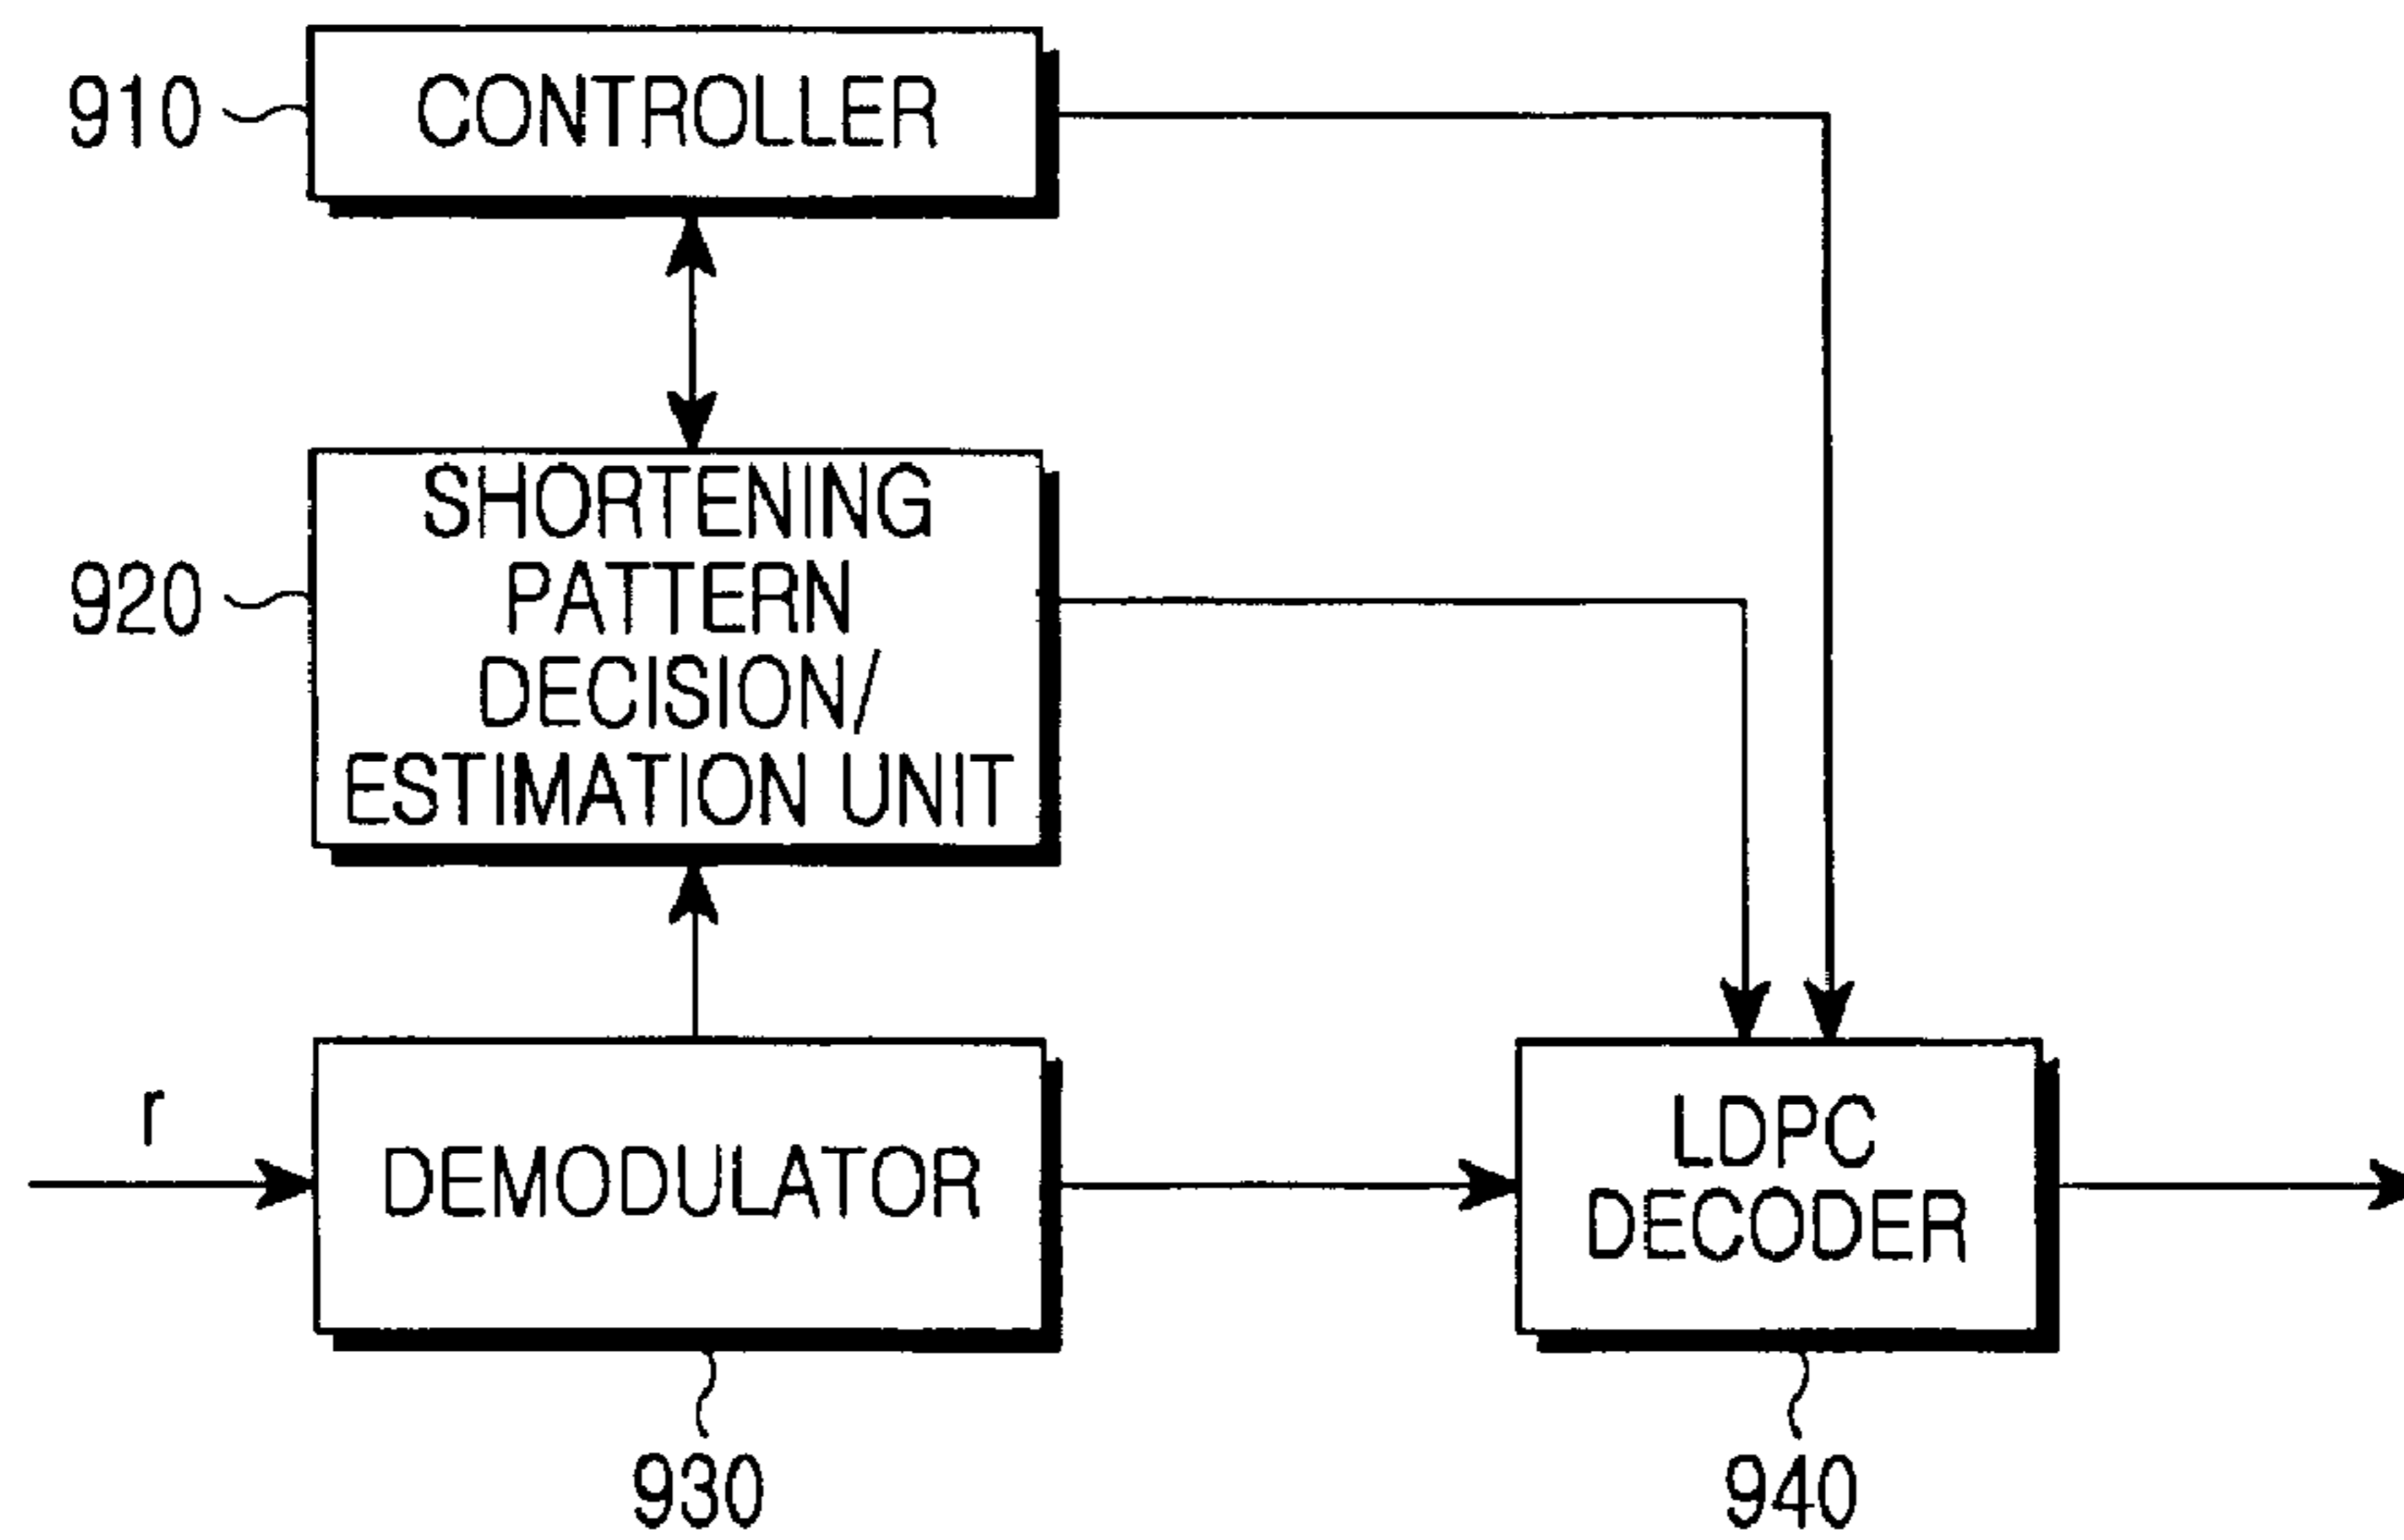 910
CONTROLLER
920
SHORTENING
PATTERN
DECISION/
ESTIMATION UNIT
r
DEMODULATOR
LDPC
DECODER
930
940